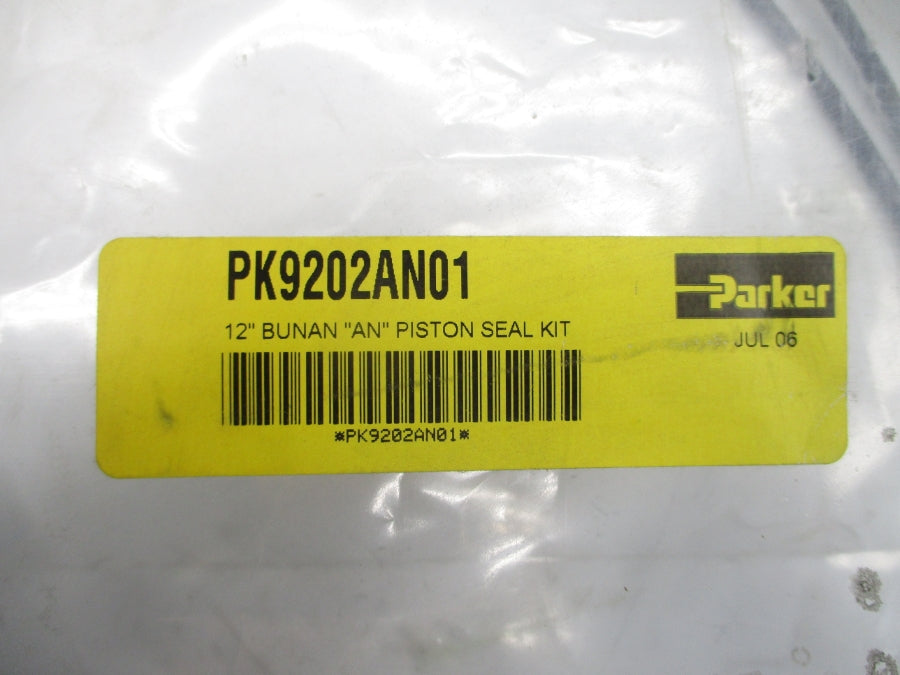 PK9202AN01
Parker
12" BUNAN "AN" PISTON SEAL KIT
JUL 06
*PK9202AN01*